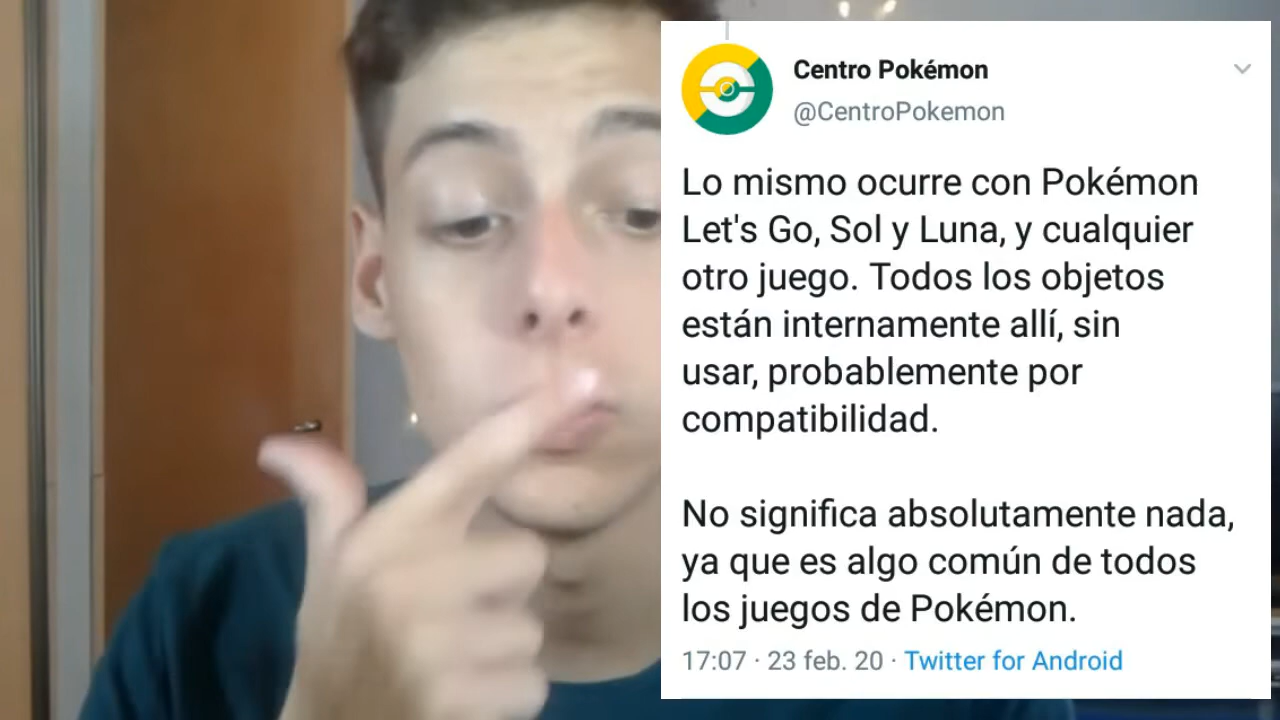 Centro Pokémon
@CentroPokemon
Lo mismo ocurre con Pokémon
Let's Go, Sol y Luna, y cualquier
otro juego. Todos los objetos
están internamente allí, sin
usar, probablemente por
compatibilidad.
No significa absolutamente nada,
ya que es algo común de todos
los juegos de Pokémon.
17:07 · 23 feb. 20 · Twitter for Android